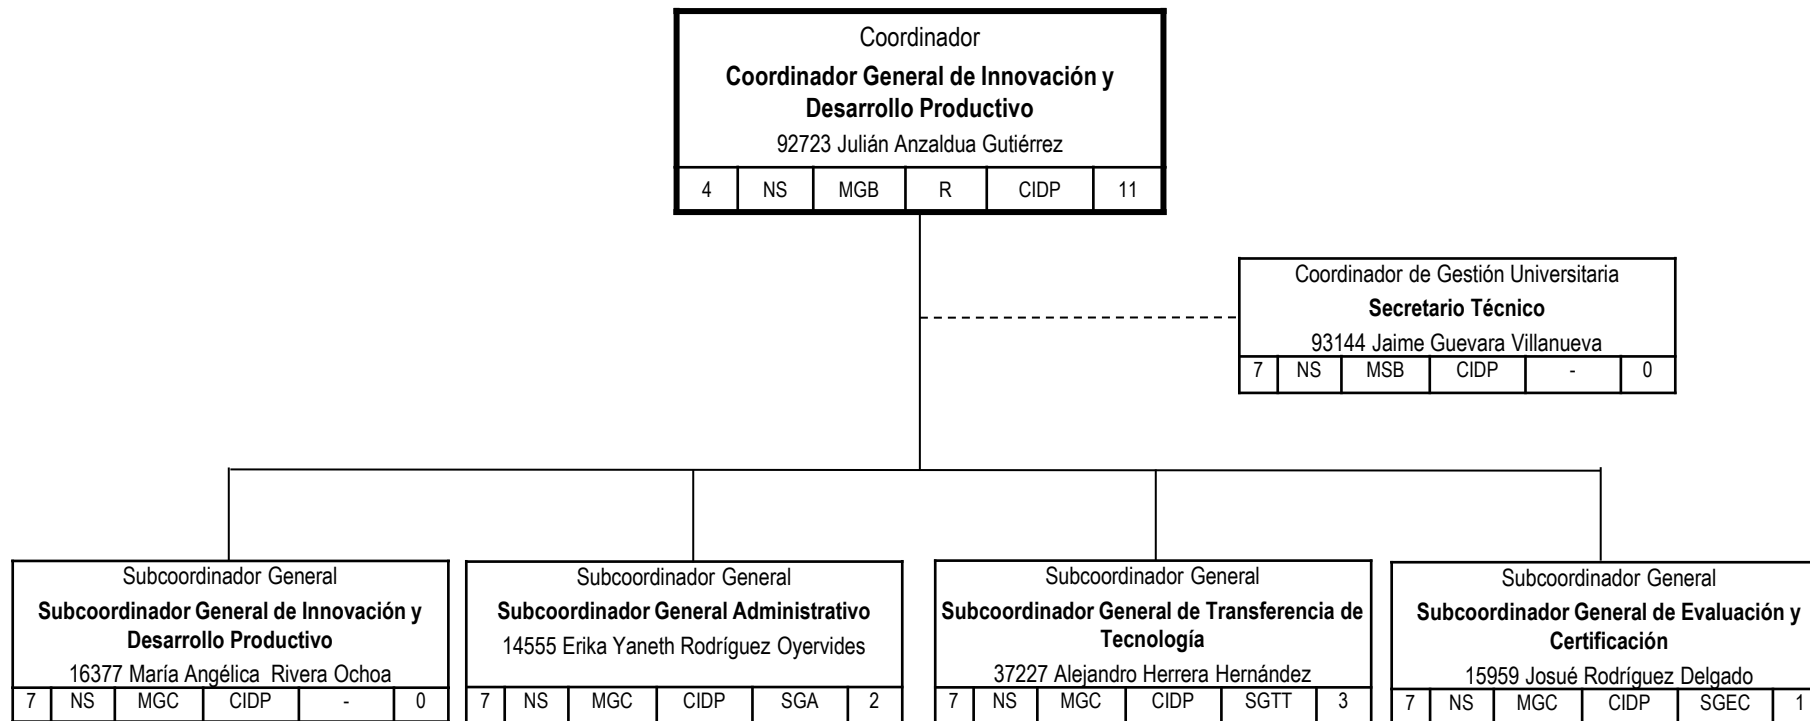 Coordinador
Coordinador General de Innovación y
Desarrollo Productivo
92723 Julián Anzaldua Gutiérrez
4 NS MGB R CIDP 11
Coordinador de Gestión Universitaria
Secretario Técnico
93144 Jaime Guevara Villanueva
7 NS MSB CIDP - 0
Subcoordinador General
Subcoordinador General de Innovación y
Desarrollo Productivo
16377 María Angélica Rivera Ochoa
7 NS MGC CIDP - 0
Subcoordinador General
Subcoordinador General Administrativo
14555 Erika Yaneth Rodríguez Oyervides
7 NS MGC CIDP SGA 2
Subcoordinador General
Subcoordinador General de Transferencia de
Tecnología
37227 Alejandro Herrera Hernández
7 NS MGC CIDP SGTT 3
Subcoordinador General
Subcoordinador General de Evaluación y
Certificación
15959 Josué Rodríguez Delgado
7 NS MGC CIDP SGEC 1